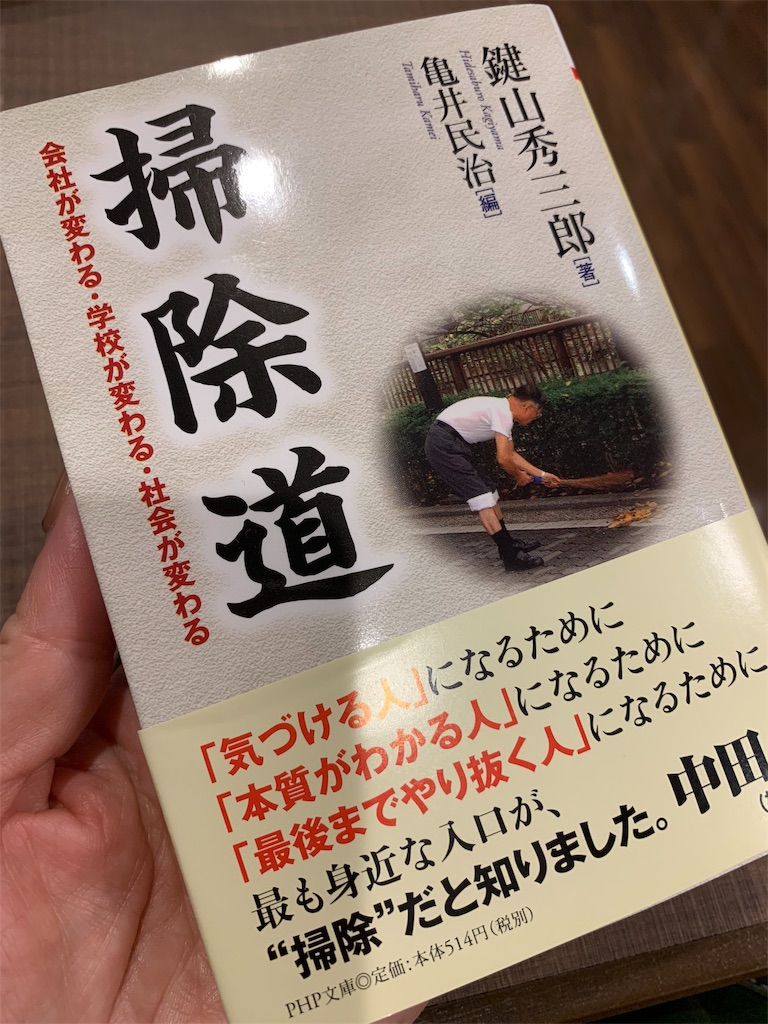 鍵山秀三郎[著]
Hidesaburo Kagiyama
亀井民治[編]
Tamiharu Kamei
掃除道
会社が変わる・学校が変わる・社会が変わる
「気づける人」になるために
「本質がわかる人」になるために
「最後までやり抜く人」になるために
最も身近な入口が、
“掃除”だと知りました。
中田
PHP文庫◎定価:本体514円(税別)